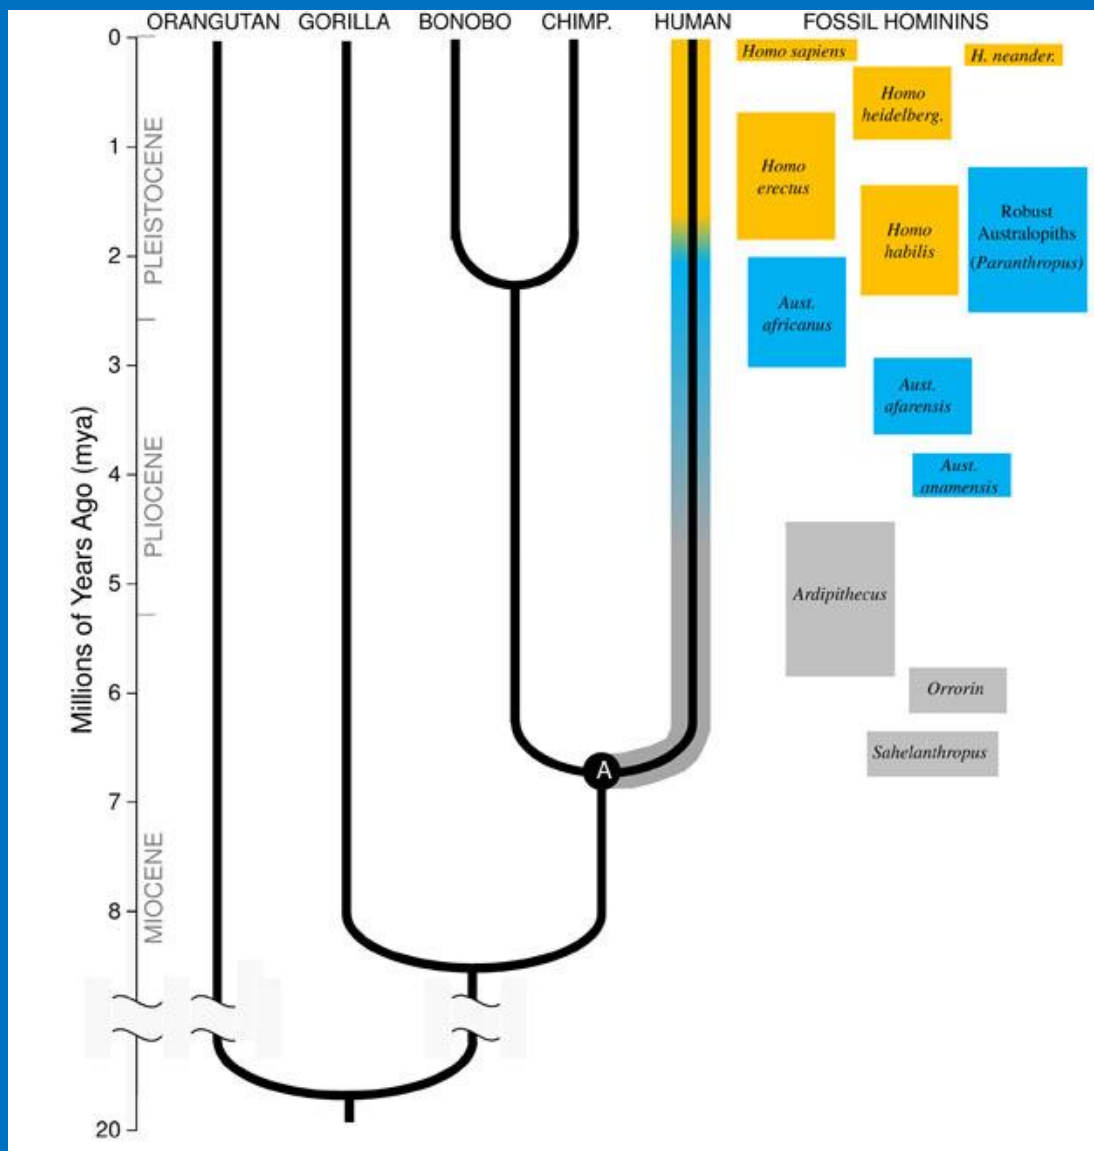 ORANGUTAN GORILLA BONOBO CHIMP. HUMAN FOSSIL HOMININS
0
1
2
3
4
5
6
7
8
20
Millions of Years Ago (mya)
PLEISTOCENE
PLIOCENE
MIOCENE
A
Homo sapiens
H. neander.
Homo
heidelberg.
Homo
erectus
Homo
habilis
Robust
Australopiths
(Paranthropus)
Aust.
africanus
Aust.
afarensis
Aust.
anamensis
Ardipithecus
Orrorin
Sahelanthropus